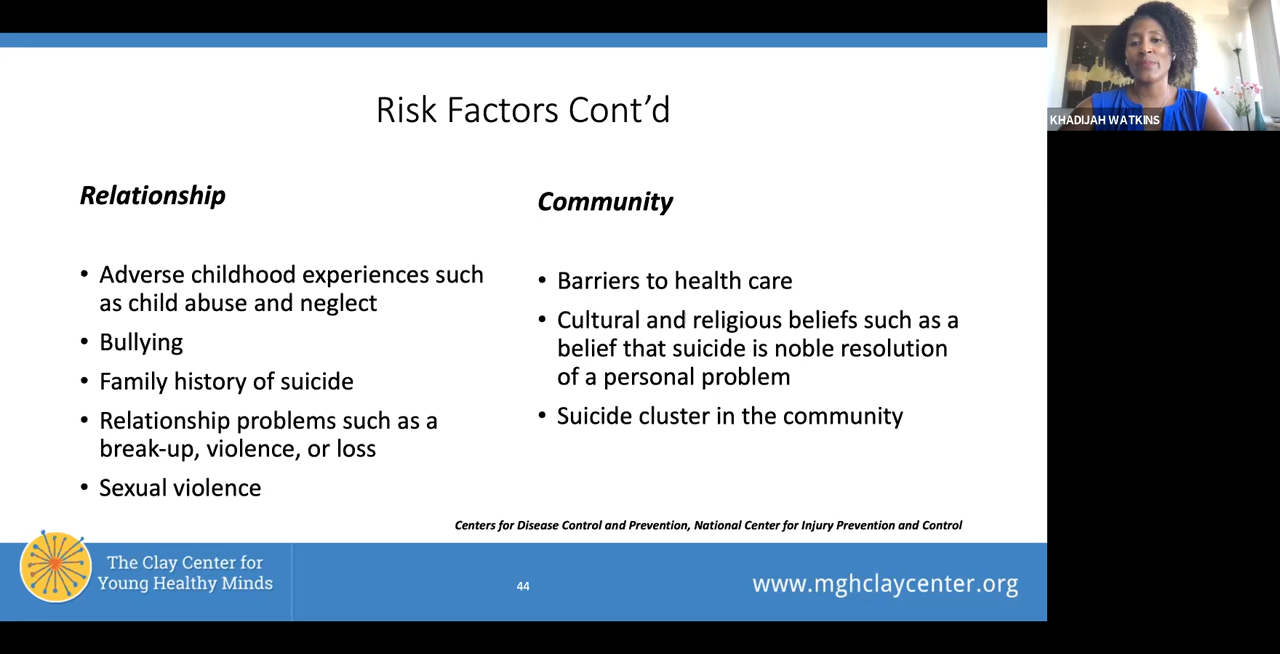 Risk Factors Cont’d
KHADIJAH WATKINS
Relationship
• Adverse childhood experiences such
as child abuse and neglect
• Bullying
• Family history of suicide
• Relationship problems such as a
break-up, violence, or loss
• Sexual violence
Community
• Barriers to health care
• Cultural and religious beliefs such as a
belief that suicide is noble resolution
of a personal problem
• Suicide cluster in the community
Centers for Disease Control and Prevention, National Center for Injury Prevention and Control
The Clay Center for
Young Healthy Minds
44
www.mghclaycenter.org